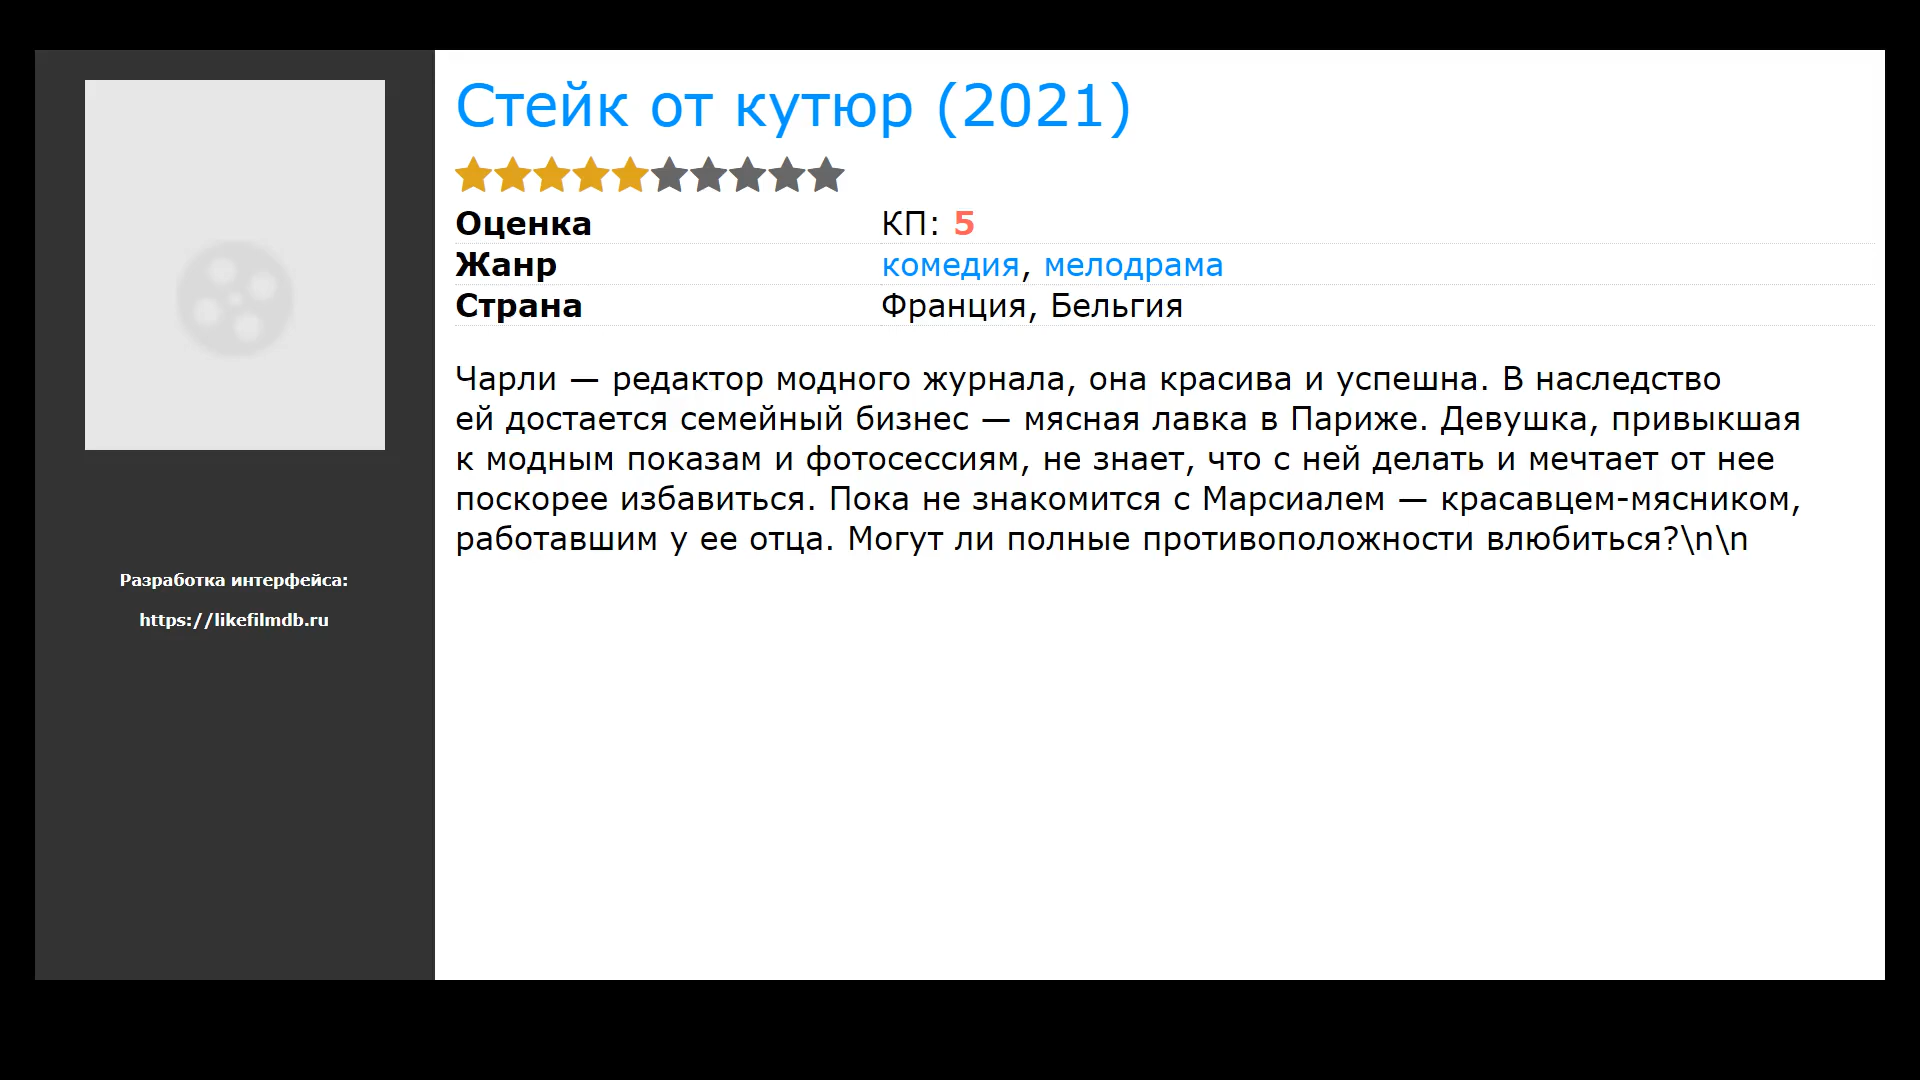 Стейк от кутюр (2021)
Оценка КП: 5
Жанр комедия, мелодрама
Страна Франция, Бельгия
Чарли — редактор модного журнала, она красива и успешна. В наследство
ей достается семейный бизнес — мясная лавка в Париже. Девушка, привыкшая
к модным показам и фотосессиям, не знает, что с ней делать и мечтает от нее
поскорее избавиться. Пока не знакомится с Марсиалем — красавцем-мясником,
работавшим у ее отца. Могут ли полные противоположности влюбиться?\n\n
Разработка интерфейса:
https://likefilmdb.ru